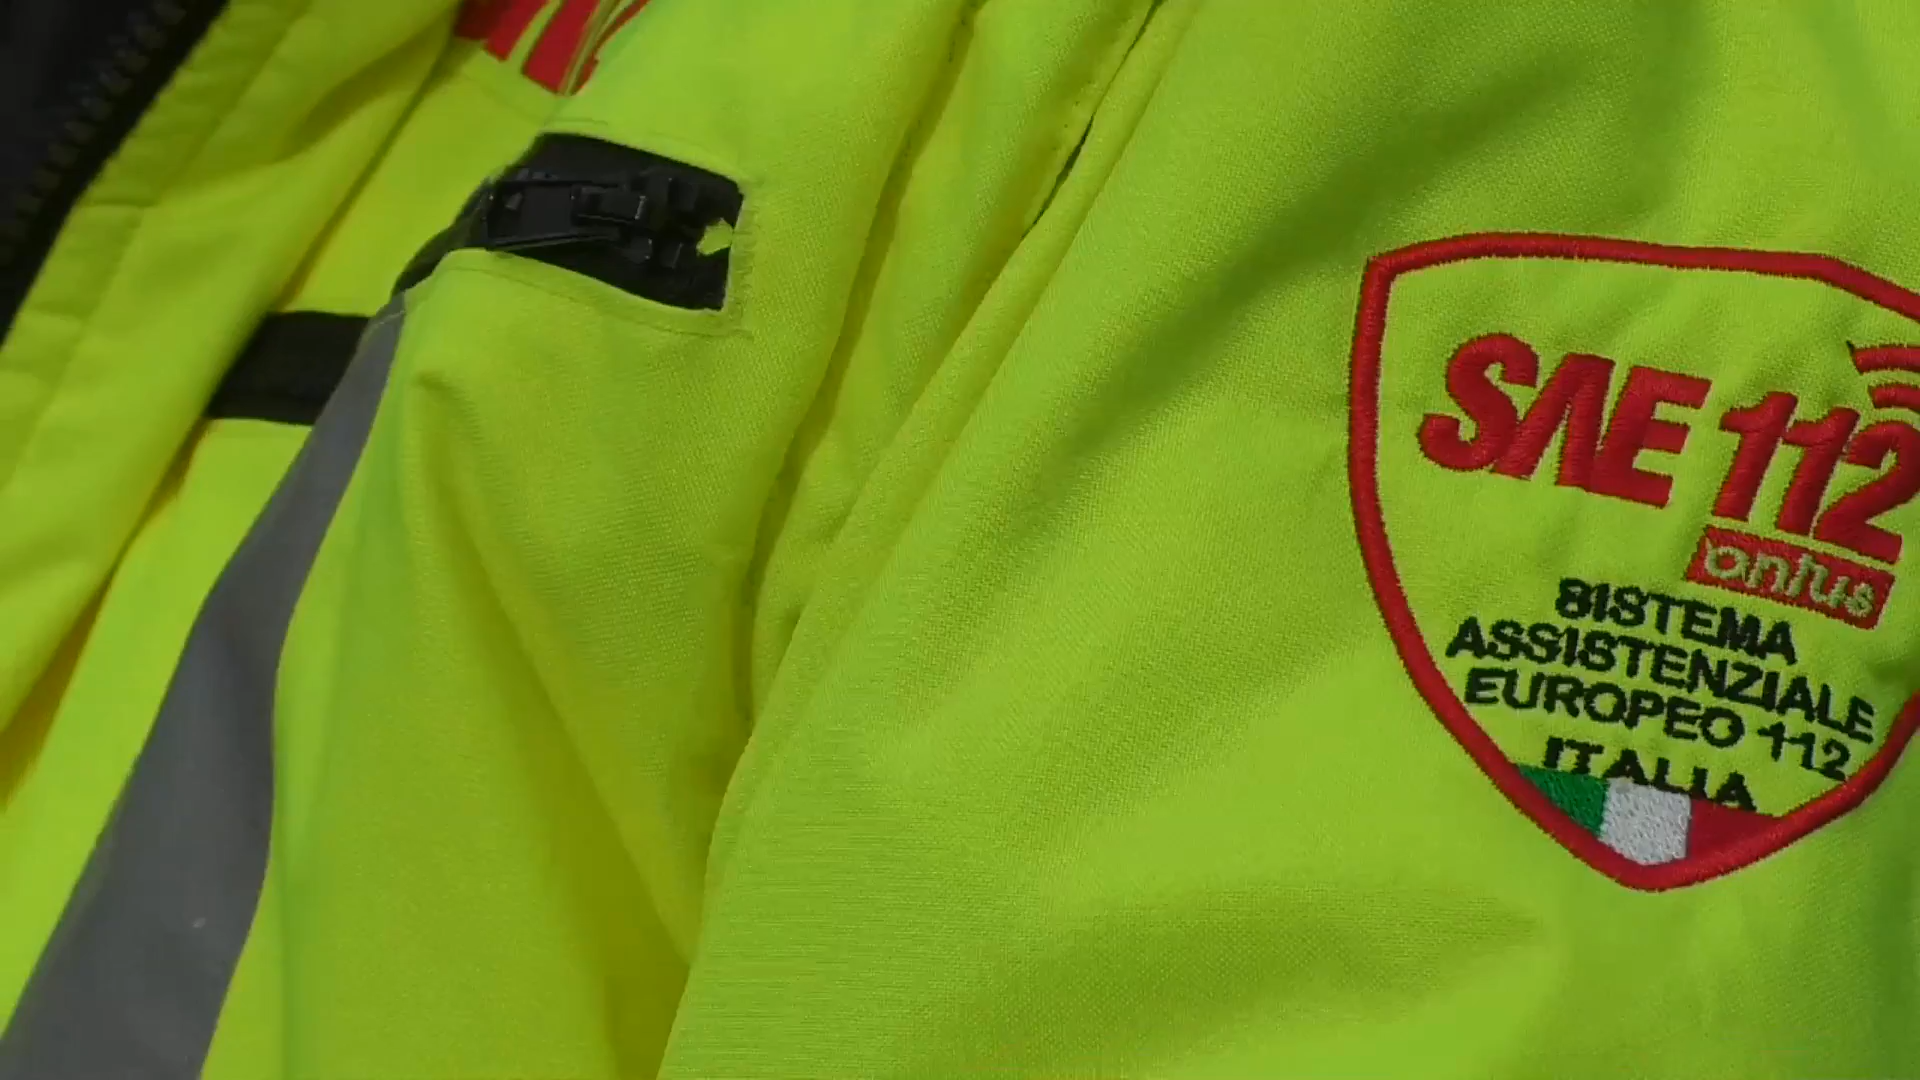 SAE 112
onlus
SISTEMA
ASSISTENZIALE
EUROPEO 112
ITALIA